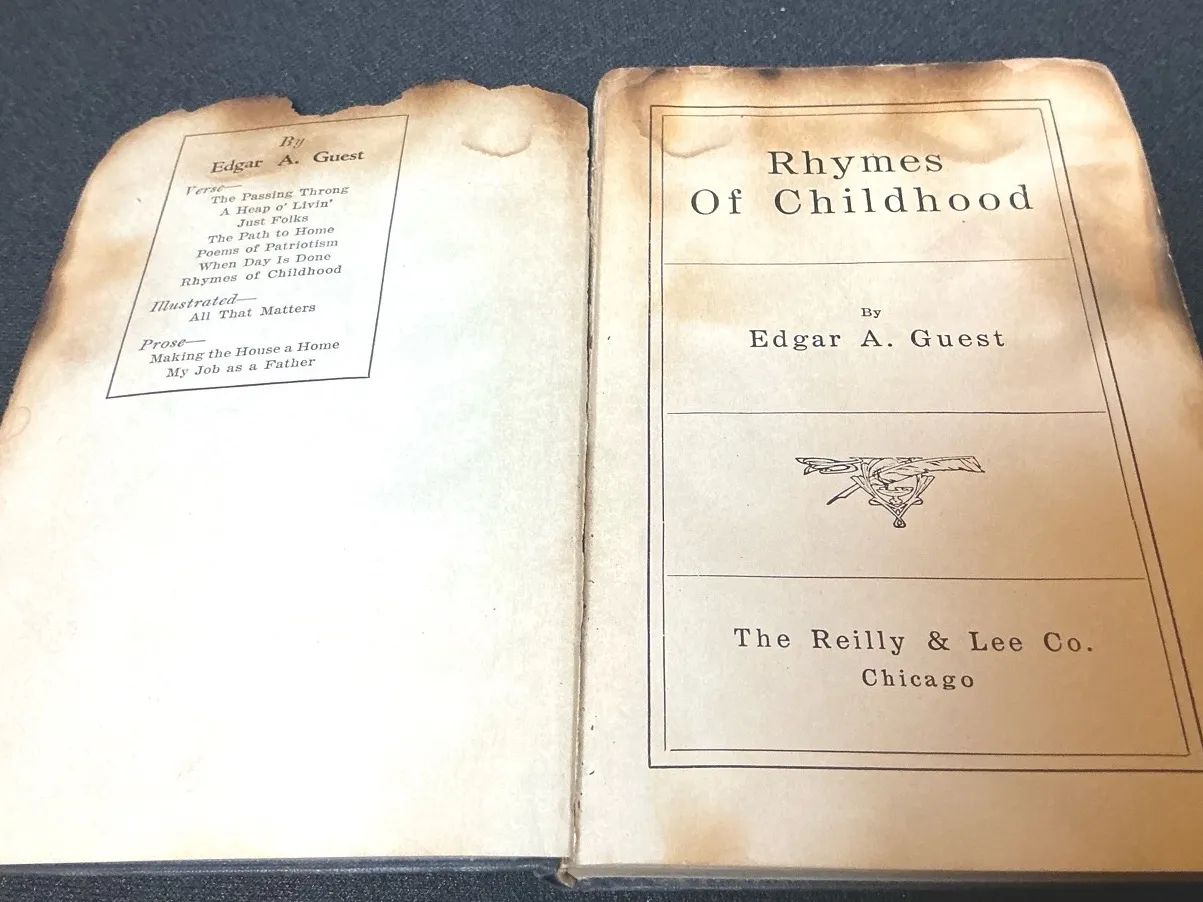 By
Edgar A. Guest
Verse—
The Passing Throng
A Heap o' Livin'
Just Folks
The Path to Home
Poems of Patriotism
When Day Is Done
Rhymes of Childhood
Illustrated—
All That Matters
Prose—
Making the House a Home
My Job as a Father
Rhymes
Of Childhood
By
Edgar A. Guest
The Reilly & Lee Co.
Chicago